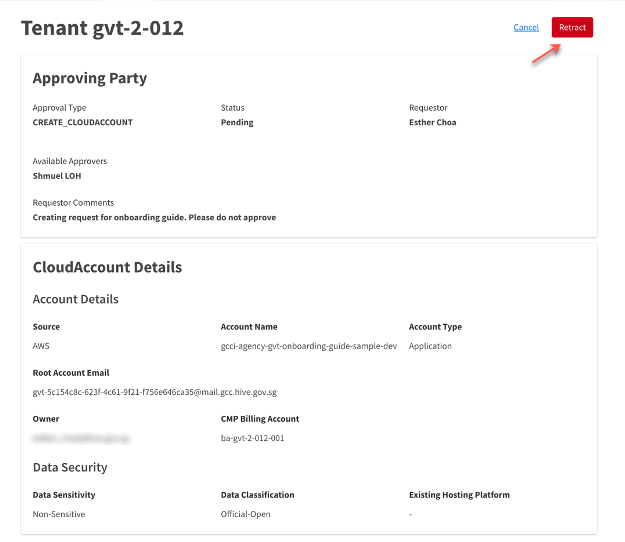 Tenant gvt-2-012
Cancel
Retract
Approving Party
Approval Type
Status
Requestor
CREATE_CLOUDACCOUNT
Pending
Esther Choa
Available Approvers
Shmuel LOH
Requestor Comments
Creating request for onboarding guide. Please do not approve
CloudAccount Details
Account Details
Source
Account Name
Account Type
AWS
gcci-agency-gvt-onboarding-guide-sample-dev
Application
Root Account Email
gvt-5c154c8c-623f-4c61-9f21-f756e646ca35@mail.gcc.hive.gov.sg
Owner
CMP Billing Account
ba-gvt-2-012-001
Data Security
Data Sensitivity
Data Classification
Existing Hosting Platform
Non-Sensitive
Official-Open
-